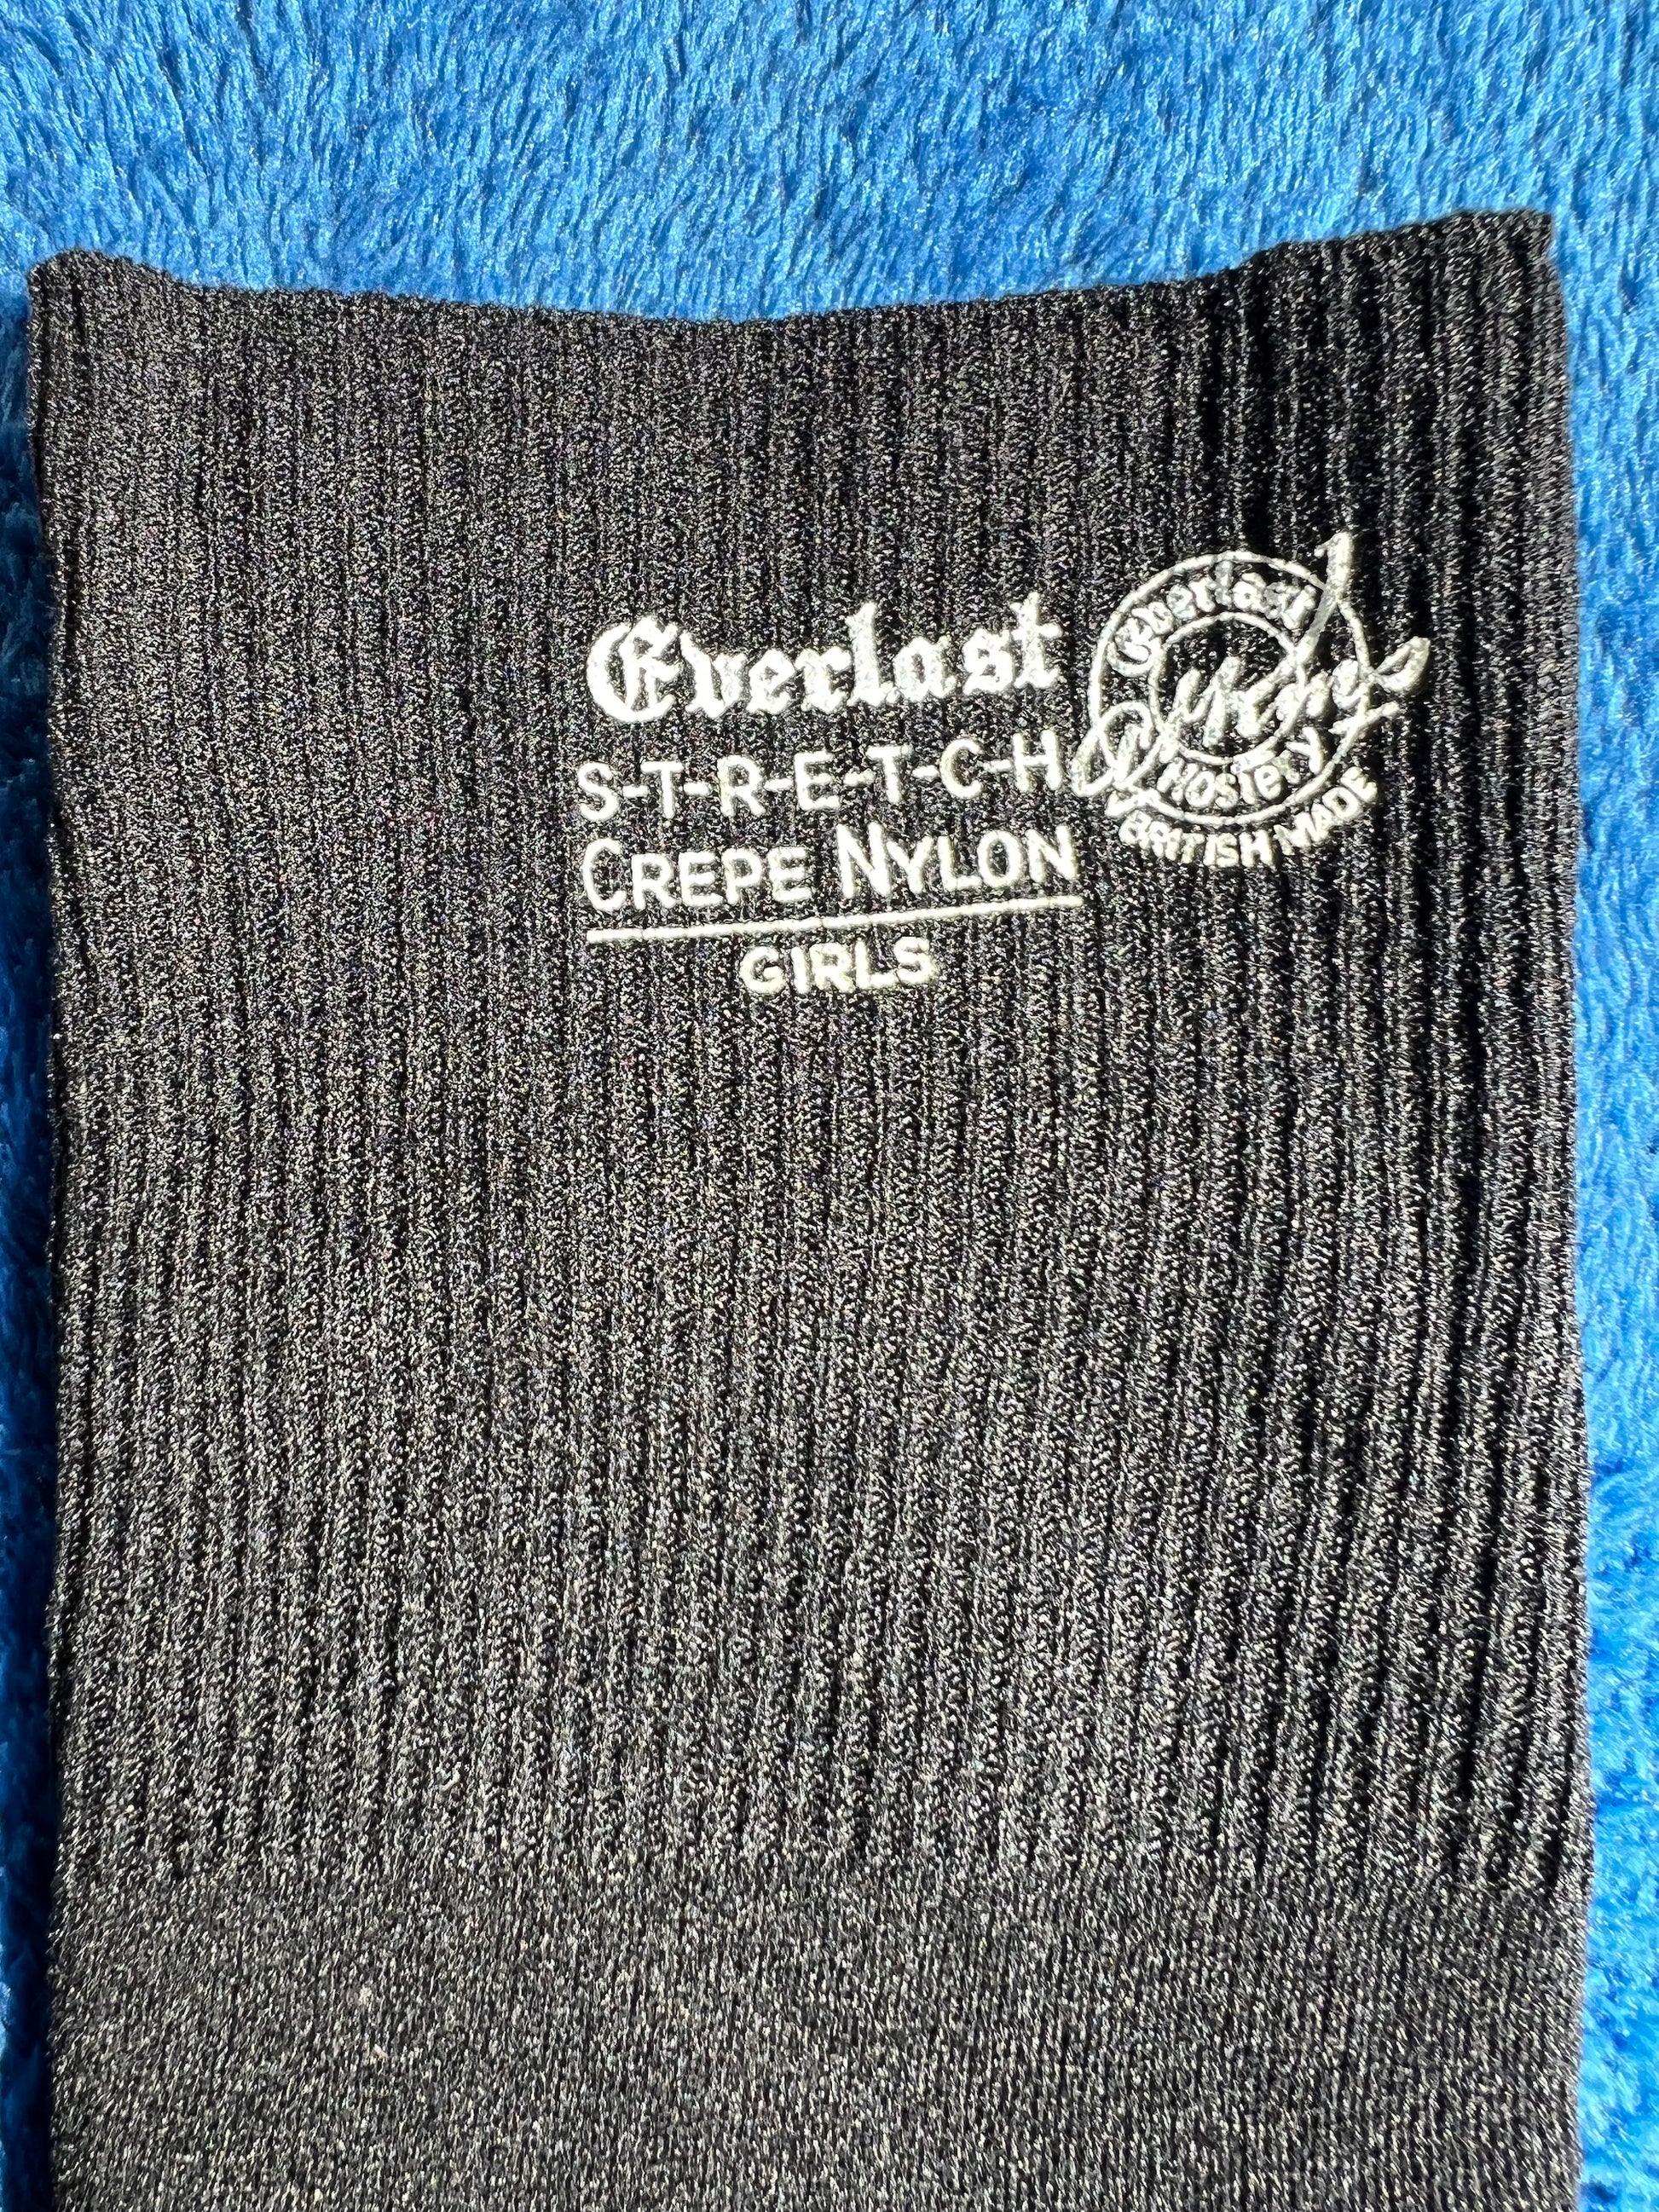 Everlast
S-T-R-E-T-C-H
CREPE NYLON
GIRLS
Everlast
Hosiery
BRITISH MADE